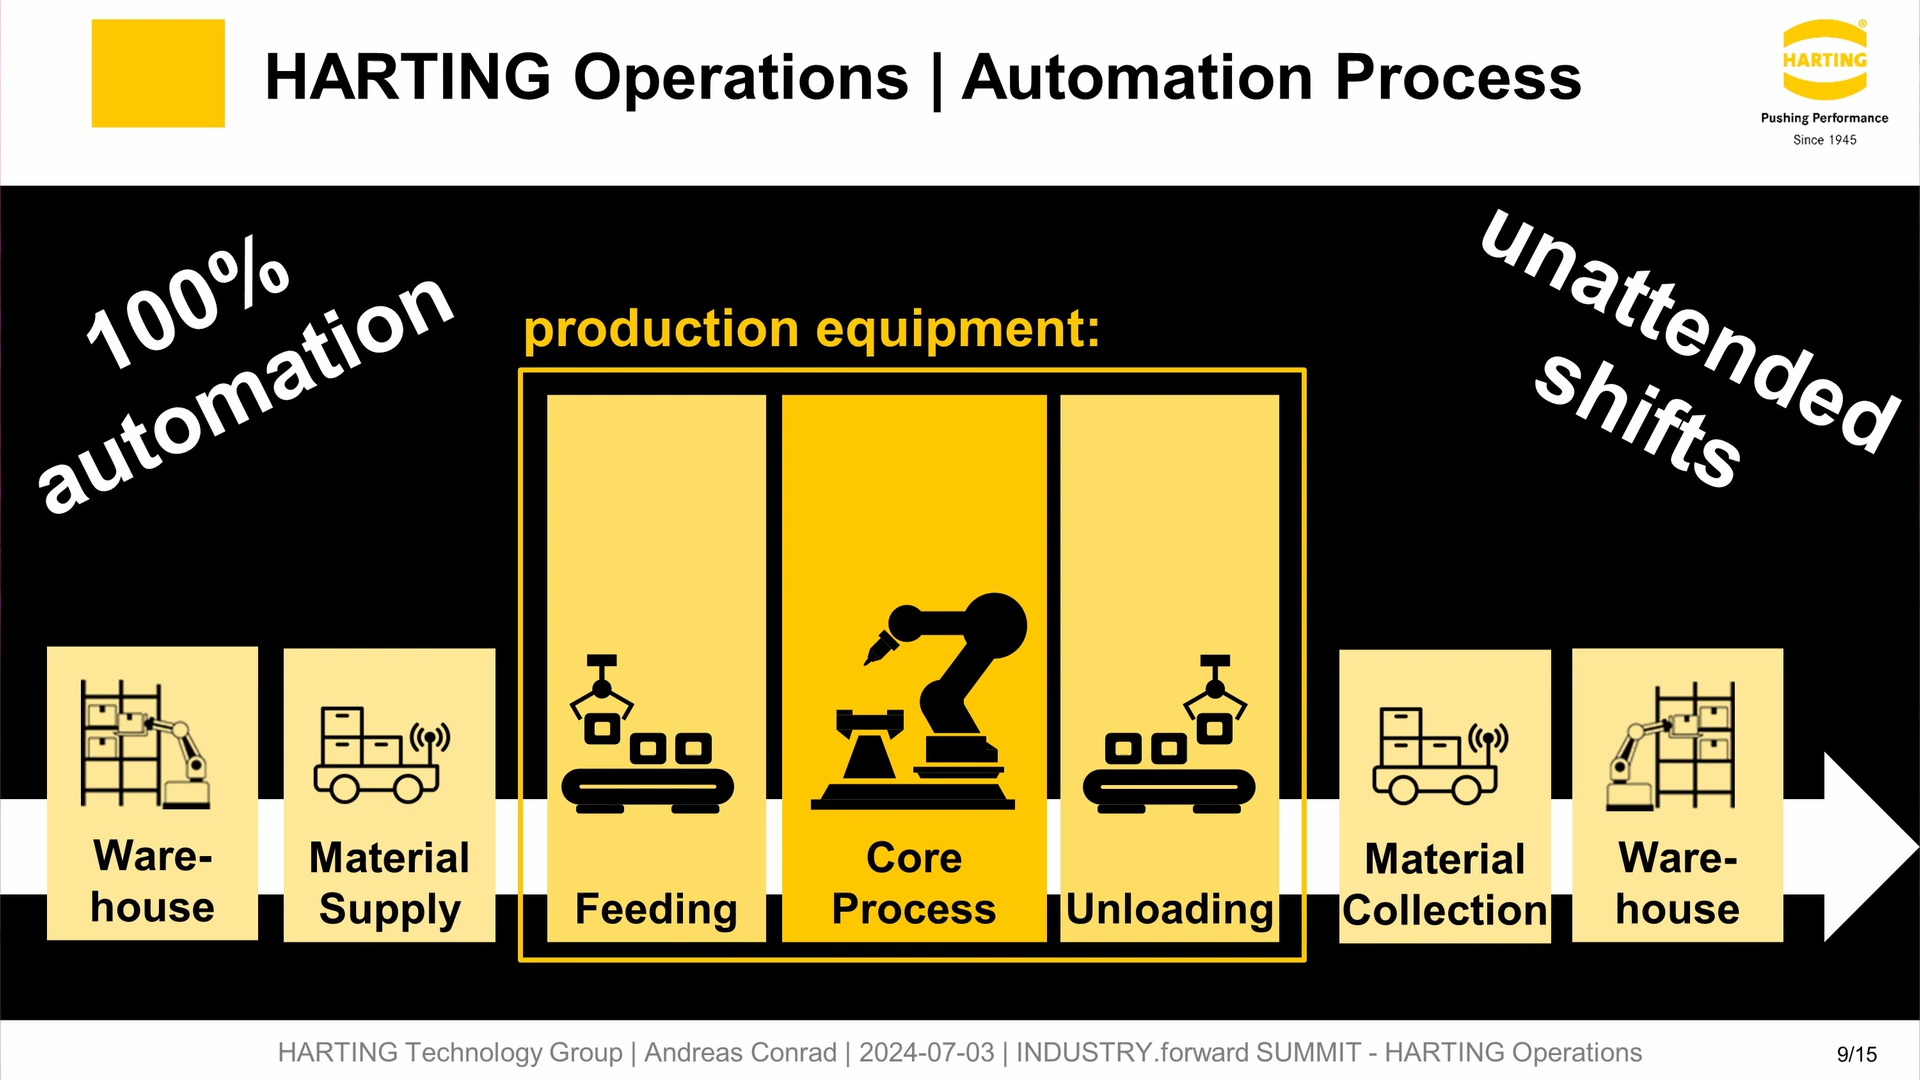 HARTING Operations | Automation Process
HARTING
®
Pushing Performance
Since 1945
100%
automation
unattended
shifts
production equipment:
Ware-
house
Material
Supply
Feeding
Core
Process
Unloading
Material
Collection
Ware-
house
HARTING Technology Group | Andreas Conrad | 2024-07-03 | INDUSTRY.forward SUMMIT - HARTING Operations
9/15